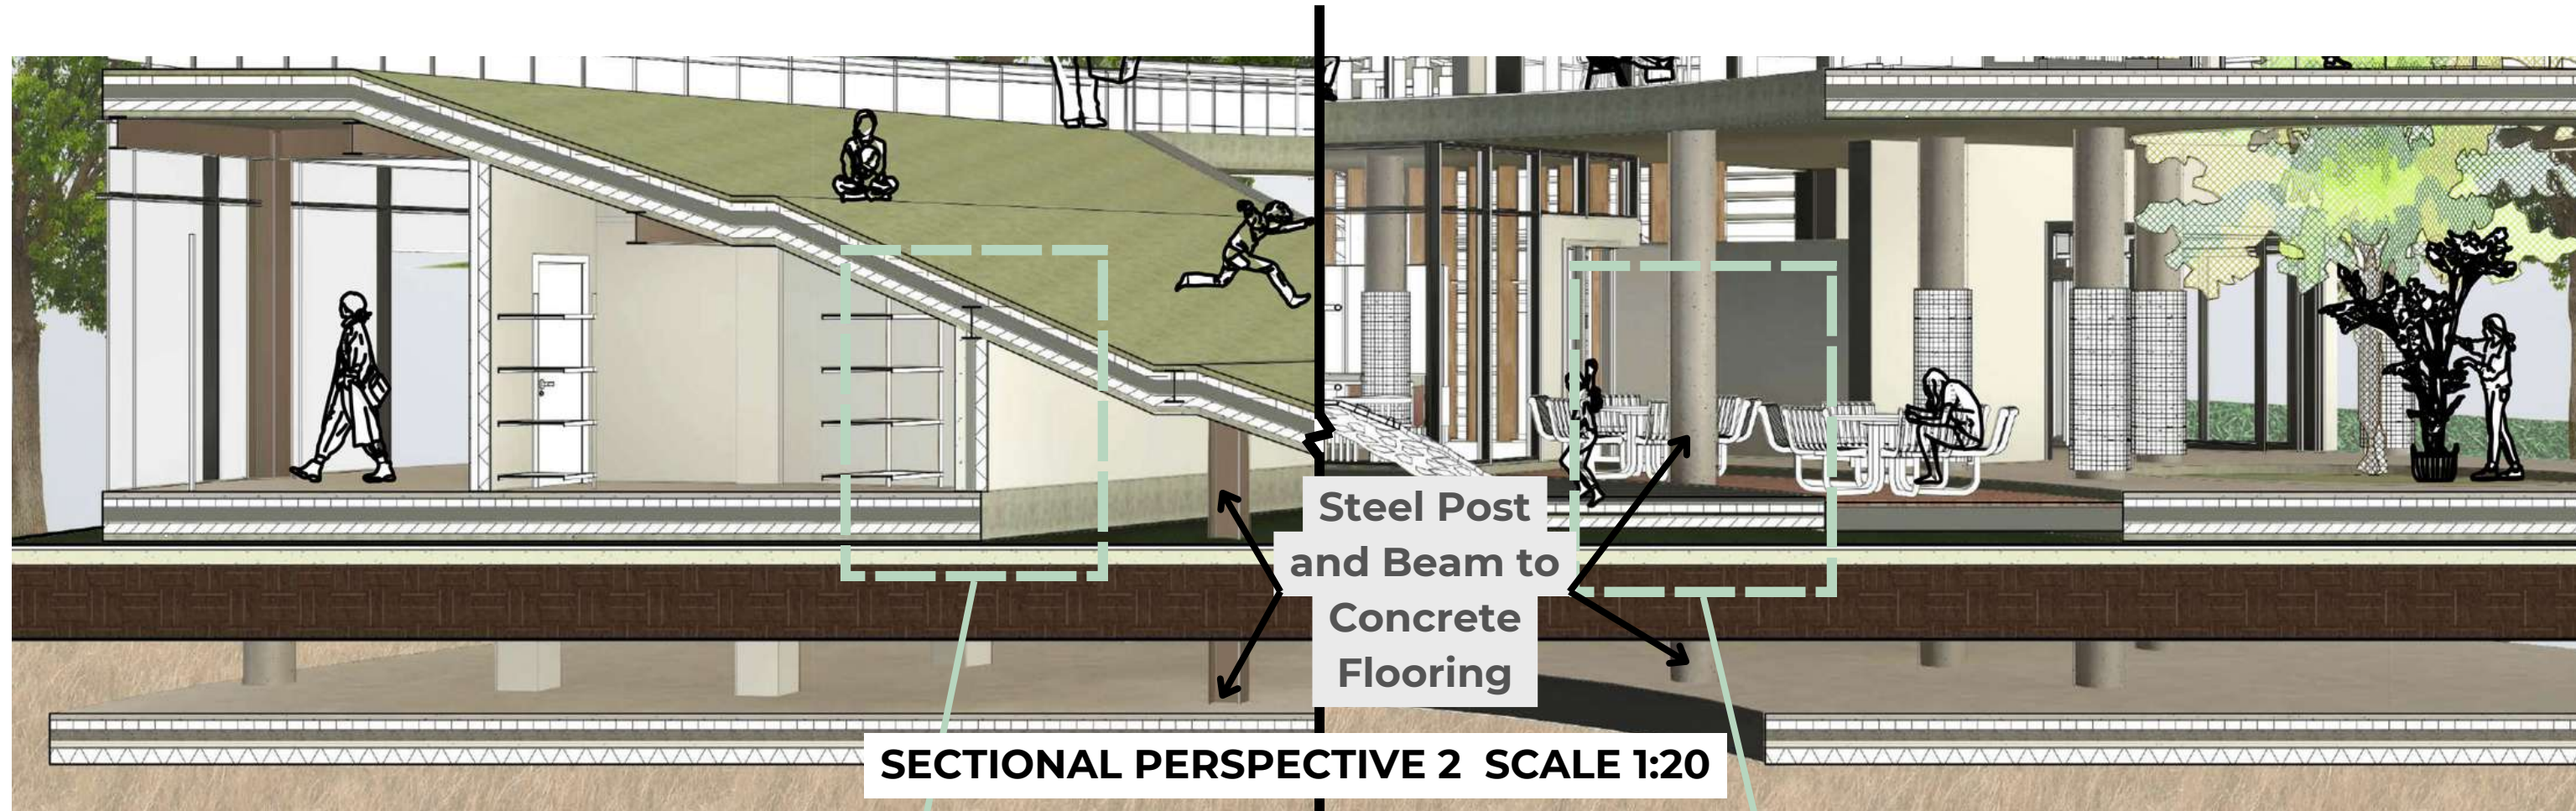 Steel Post
and Beam to
Concrete
Flooring
SECTIONAL PERSPECTIVE 2 SCALE 1:20